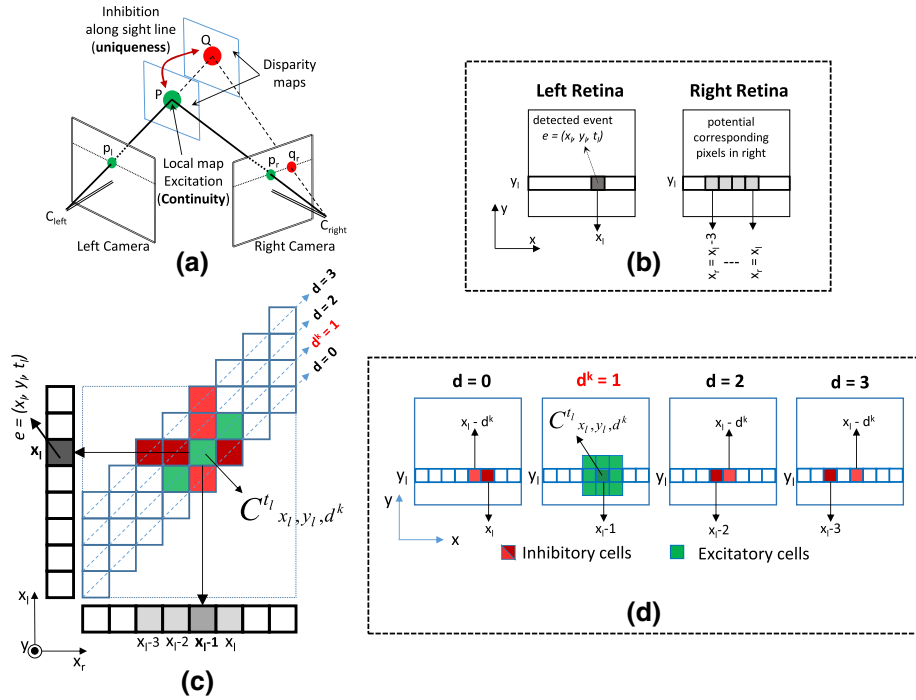 Inhibition
along sight line
(uniqueness)
Q
Disparity
maps
P
p_l
Local map
Excitation
(Continuity)
p_r
q_r
C_left
C_right
Left Camera
Right Camera
(a)
Left Retina
Right Retina
detected event
e = (x_l, y_l, t_l)
potential
corresponding
pixels in right
y_l
y_l
y
x
x_l
x_r = x_l-3
---
x_r = x_l
(b)
d = 3
d = 2
d^k = 1
d = 0
e = (x_l, y_l, t_l)
x_l
C^{t_l}_{x_l, y_l, d^k}
x_l
y
x_r
x_l-3
x_l-2
x_l-1
x_l
(c)
d = 0
d^k = 1
d = 2
d = 3
x_l - d^k
C^{t_l}_{x_l, y_l, d^k}
x_l - d^k
x_l - d^k
y_l
y_l
y_l
y_l
y
x
x_l
x_l-1
x_l-2
x_l-3
Inhibitory cells
Excitatory cells
(d)